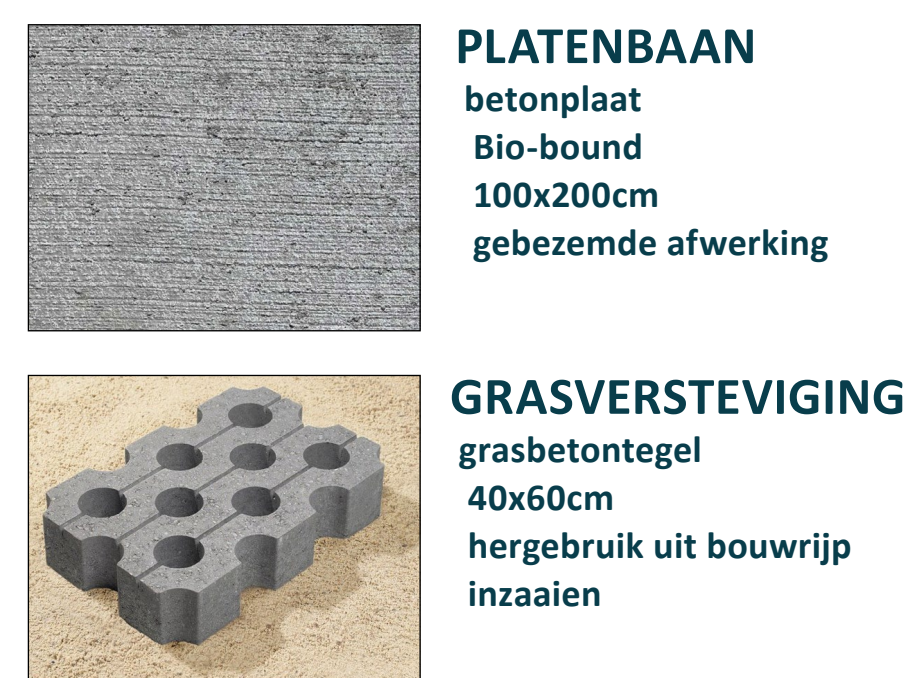 PLATENBAAN
betonplaat
Bio-bound
100x200cm
gebezemde afwerking
GRASVERSTEVIGING
grasbetontegel
40x60cm
hergebruik uit bouwrijp
inzaaien